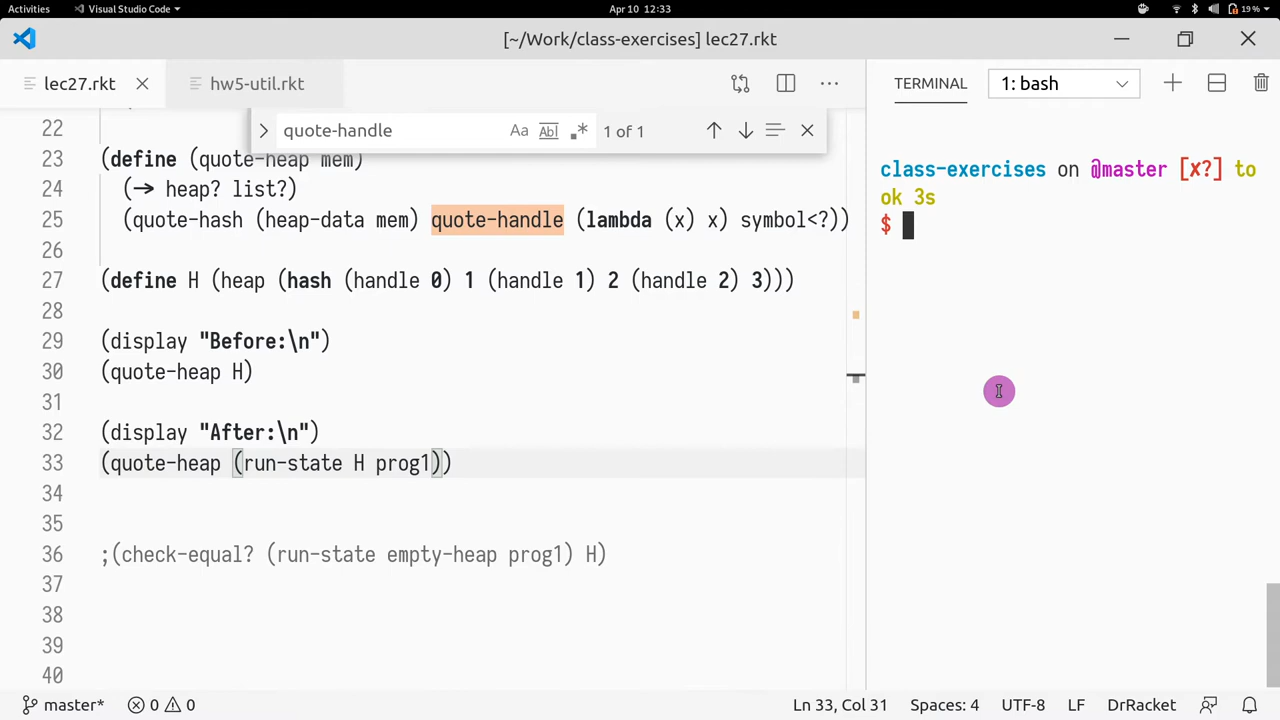 Activities Visual Studio Code Apr 10 12:33 19%
[~/Work/class-exercises] lec27.rkt
lec27.rkt hw5-util.rkt TERMINAL 1: bash
quote-handle Aa Abl 1 of 1
22
23 (define (quote-heap mem)
24 (→ heap? list?)
25 (quote-hash (heap-data mem) quote-handle (lambda (x) x) symbol<?))
26
27 (define H (heap (hash (handle 0) 1 (handle 1) 2 (handle 2) 3)))
28
29 (display "Before:\n")
30 (quote-heap H)
31
32 (display "After:\n")
33 (quote-heap (run-state H prog1))
34
35
36 ;(check-equal? (run-state empty-heap prog1) H)
37
38
39
40
class-exercises on @master [✗?] to
ok 3s
$
master* 0 0 Ln 33, Col 31 Spaces: 4 UTF-8 LF DrRacket